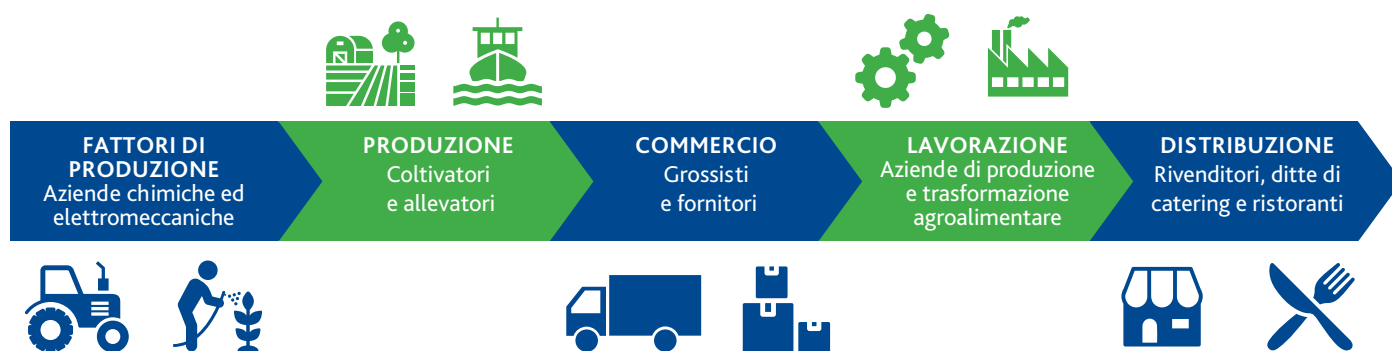 FATTORI DI
PRODUZIONE
Aziende chimiche ed
elettromeccaniche
PRODUZIONE
Coltivatori
e allevatori
COMMERCIO
Grossisti
e fornitori
LAVORAZIONE
Aziende di produzione
e trasformazione
agroalimentare
DISTRIBUZIONE
Rivenditori, ditte di
catering e ristoranti